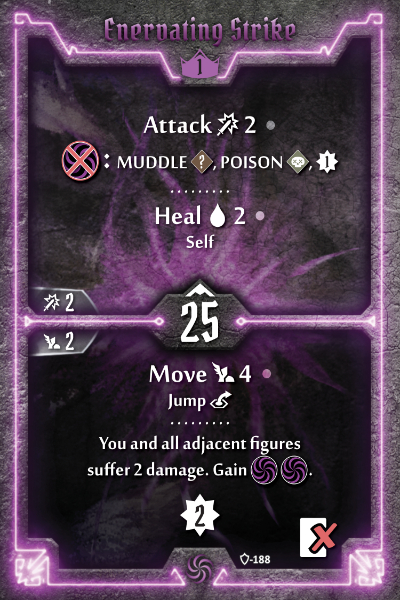 Enervating Strike
1
Attack 2
: MUDDLE ?, POISON , 1
Heal 2
Self
2
25
2
Move 4
Jump
You and all adjacent figures
suffer 2 damage. Gain .
2
-188